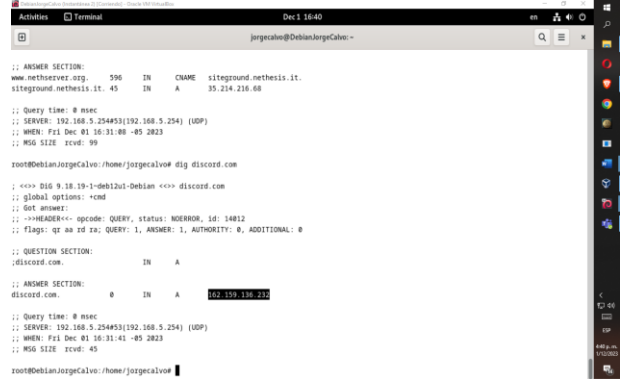 DebianJorgeCalvo (Instantánea 2) [Corriendo] - Oracle VM VirtualBox
Activities Terminal Dec 1 16:40 en
jorgecalvo@DebianJorgeCalvo: ~
;; ANSWER SECTION:
www.nethserver.org. 596 IN CNAME siteground.nethesis.it.
siteground.nethesis.it. 45 IN A 35.214.216.68
;; Query time: 0 msec
;; SERVER: 192.168.5.254#53(192.168.5.254) (UDP)
;; WHEN: Fri Dec 01 16:31:08 -05 2023
;; MSG SIZE rcvd: 99
root@DebianJorgeCalvo:/home/jorgecalvo# dig discord.com
; <<>> DiG 9.18.19-1~deb12u1-Debian <<>> discord.com
;; global options: +cmd
;; Got answer:
;; ->>HEADER<<- opcode: QUERY, status: NOERROR, id: 14012
;; flags: qr aa rd ra; QUERY: 1, ANSWER: 1, AUTHORITY: 0, ADDITIONAL: 0
;; QUESTION SECTION:
;discord.com. IN A
;; ANSWER SECTION:
discord.com. 0 IN A 162.159.136.232
;; Query time: 0 msec
;; SERVER: 192.168.5.254#53(192.168.5.254) (UDP)
;; WHEN: Fri Dec 01 16:31:41 -05 2023
;; MSG SIZE rcvd: 45
root@DebianJorgeCalvo:/home/jorgecalvo#
ESP
4:40 p. m.
1/12/2023